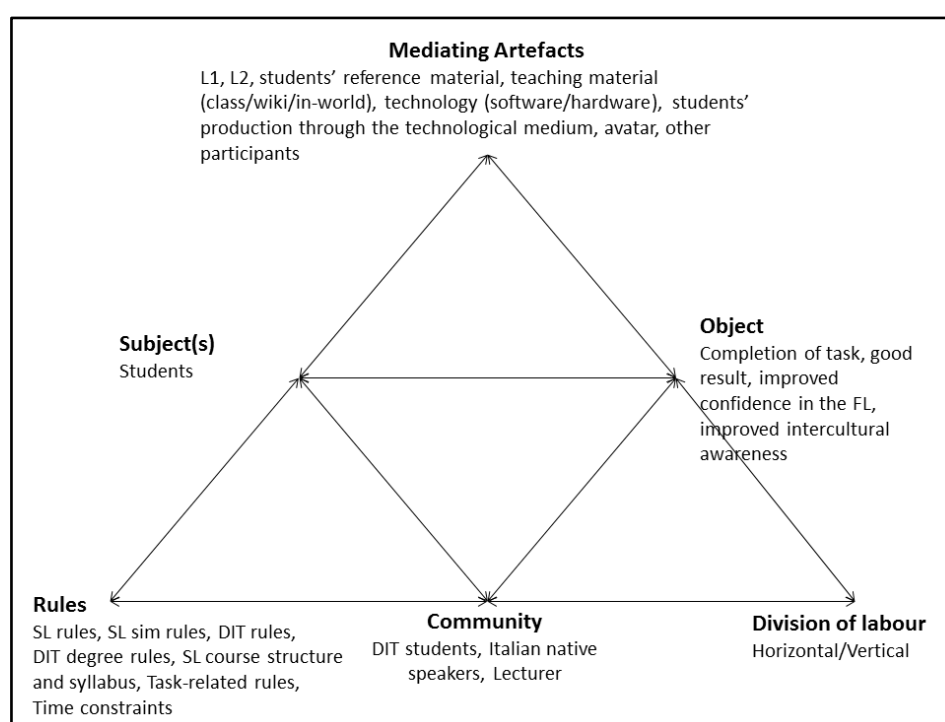 Mediating Artefacts
L1, L2, students’ reference material, teaching material
(class/wiki/in-world), technology (software/hardware), students’
production through the technological medium, avatar, other
participants
Subject(s)
Students
Object
Completion of task, good
result, improved
confidence in the FL,
improved intercultural
awareness
Rules
SL rules, SL sim rules, DIT rules,
DIT degree rules, SL course structure
and syllabus, Task-related rules,
Time constraints
Community
DIT students, Italian native
speakers, Lecturer
Division of labour
Horizontal/Vertical